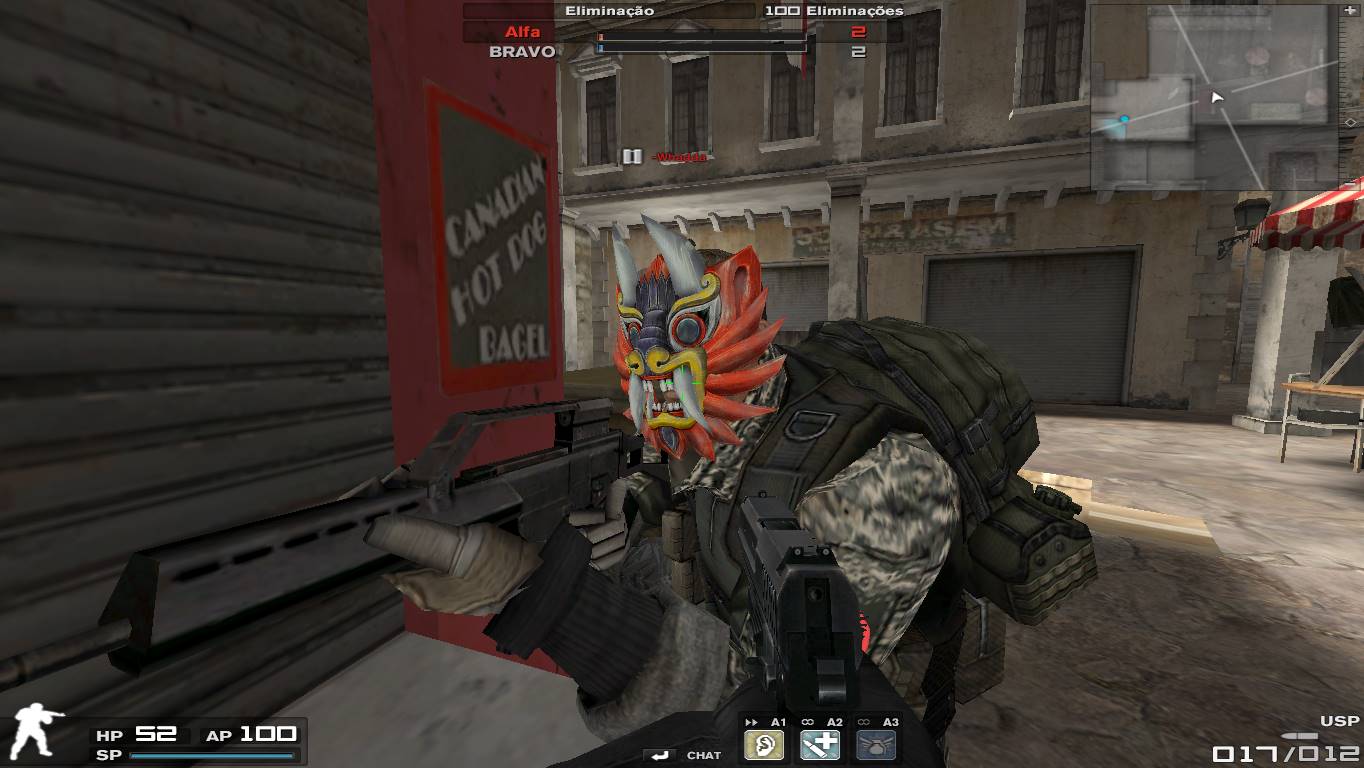 Eliminação 100 Eliminações
Alfa 2
BRAVO 2
-Whadda
CANADIAN
HOT DOG
BAGEL
HP 52 AP 100
SP
CHAT
A1 A2 A3
USP
017/012